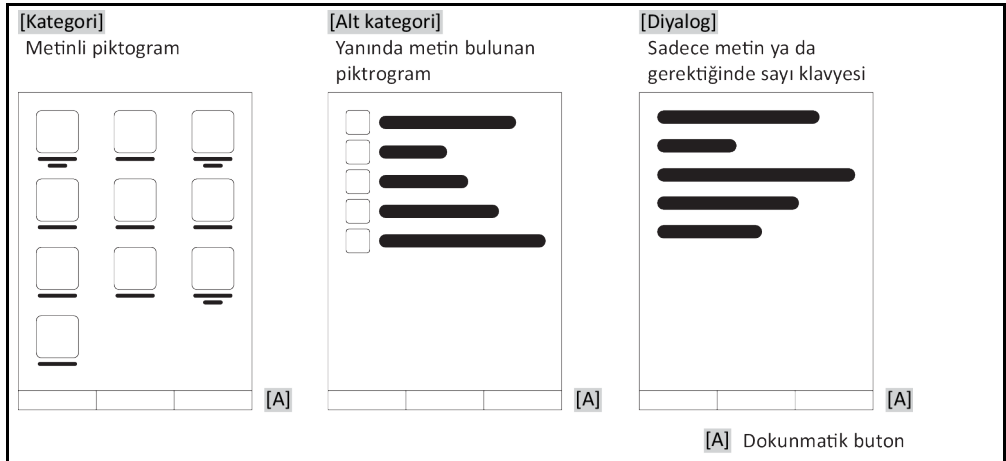 [Kategori]
Metinli piktogram
[Alt kategori]
Yanında metin bulunan
piktrogram
[Diyalog]
Sadece metin ya da
gerektiğinde sayı klavyesi
[A]
[A]
[A]
[A] Dokunmatik buton